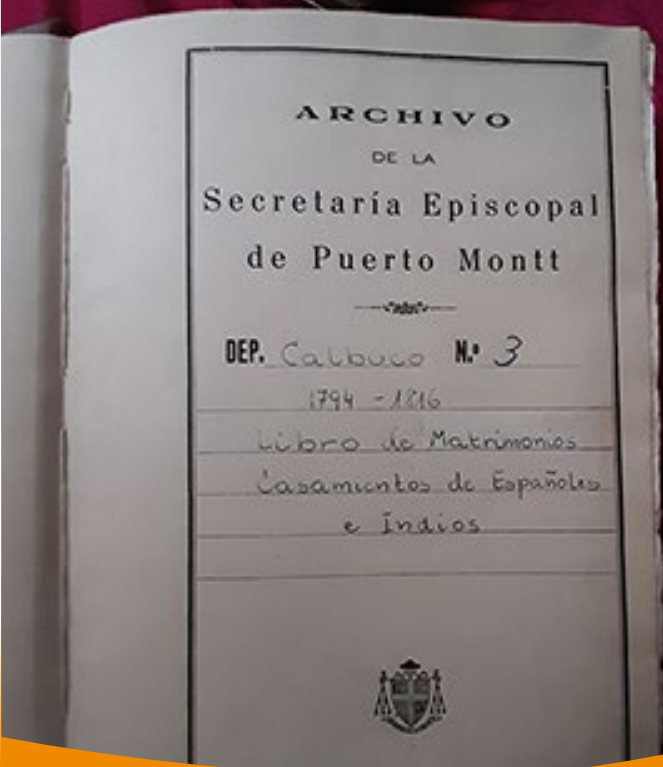 ARCHIVO
DE LA
Secretaría Episcopal
de Puerto Montt
DEP. Calbuco N.º 3
1794 - 1816
Libro de Matrimonios
Casamientos de Españoles
e Indios